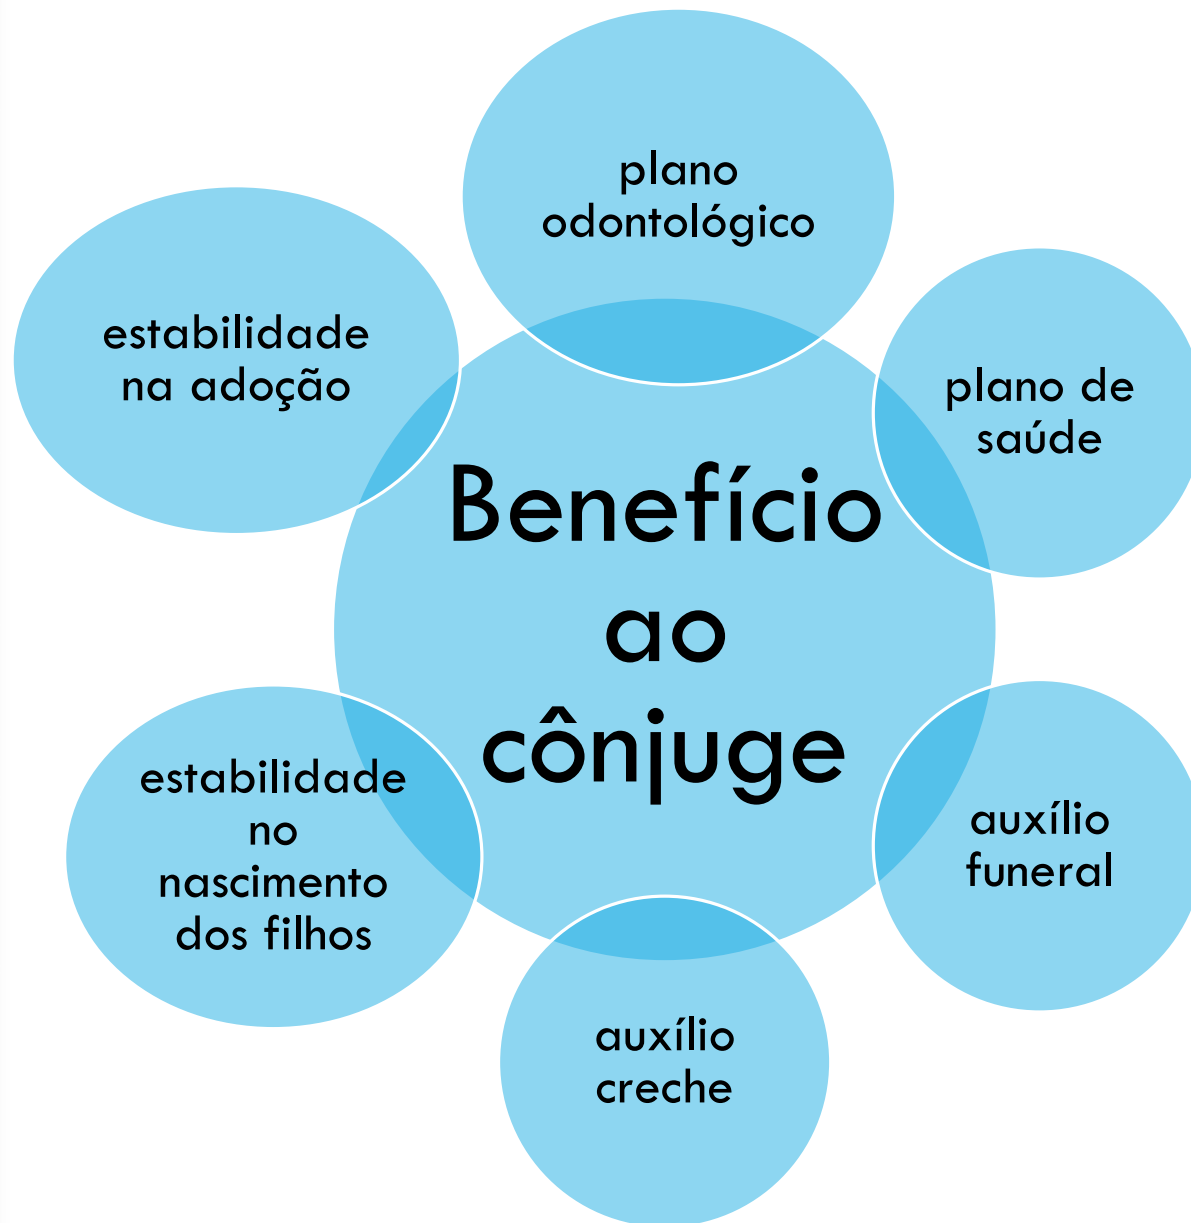 plano
odontológico
estabilidade
na adoção
plano de
saúde
Benefício
ao
cônjuge
estabilidade
no
nascimento
dos filhos
auxílio
funeral
auxílio
creche